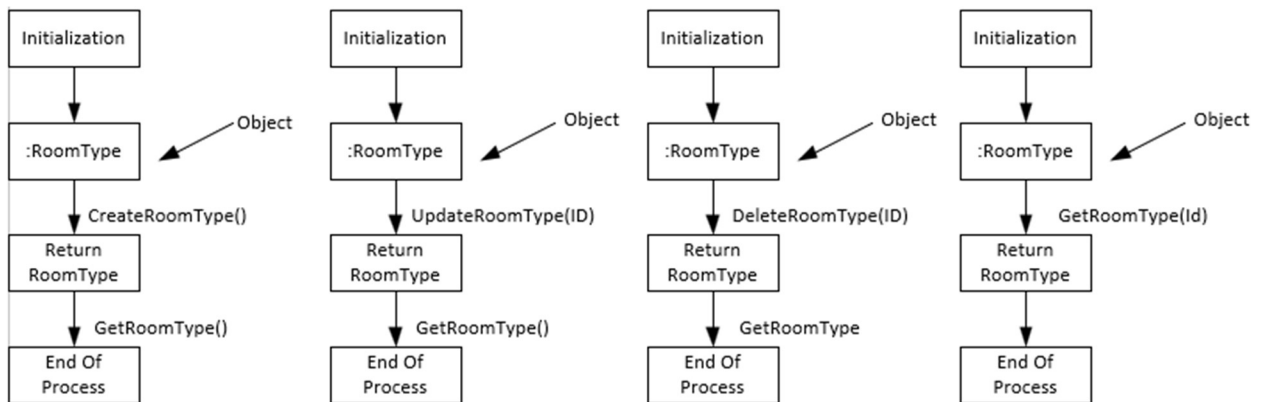 Initialization
:RoomType
Object
CreateRoomType()
Return
RoomType
GetRoomType()
End Of
Process
Initialization
:RoomType
Object
UpdateRoomType(ID)
Return
RoomType
GetRoomType()
End Of
Process
Initialization
:RoomType
Object
DeleteRoomType(ID)
Return
RoomType
GetRoomType
End Of
Process
Initialization
:RoomType
Object
GetRoomType(Id)
Return
RoomType
End Of
Process